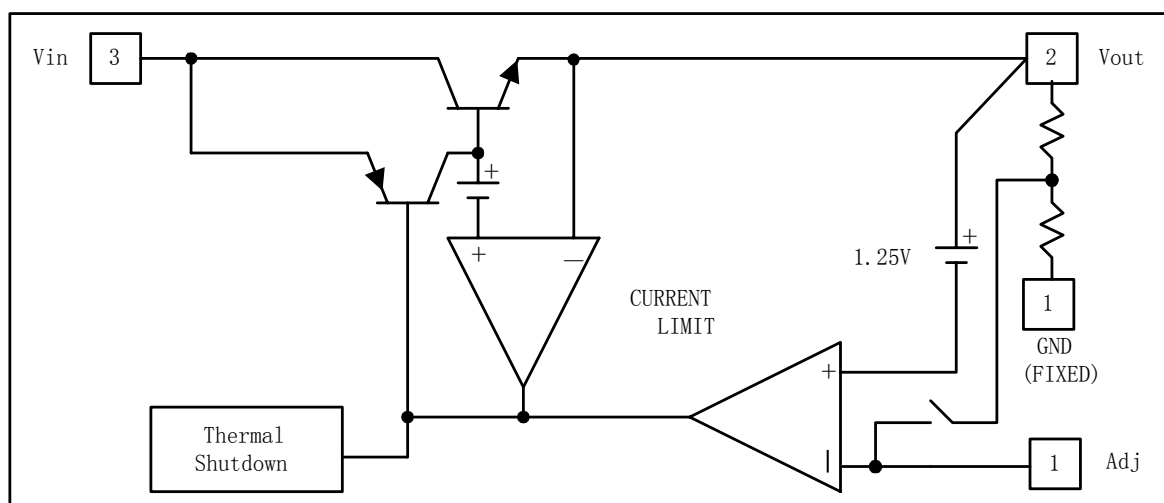 Vin
3
2
Vout
+
+
—
1.25V
+
1
GND
(FIXED)
CURRENT
LIMIT
+
—
Thermal
Shutdown
1
Adj